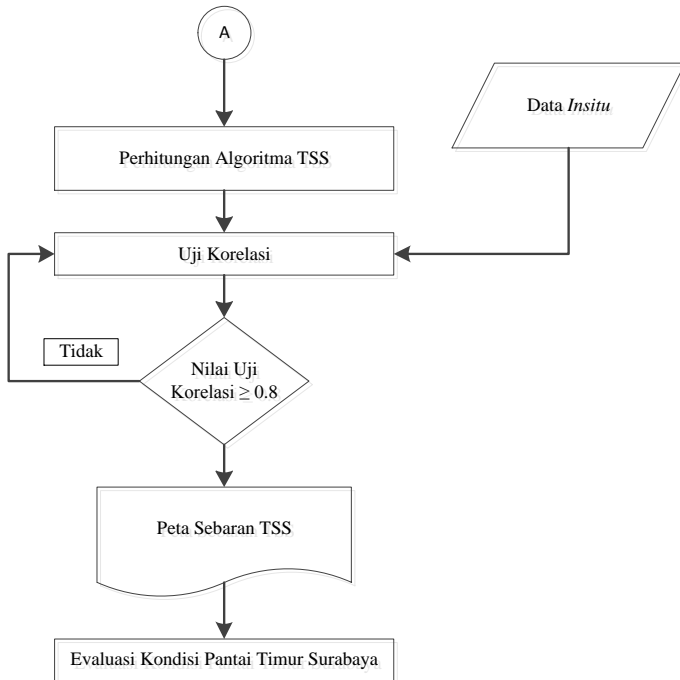 A
Data Insitu
Perhitungan Algoritma TSS
Uji Korelasi
Tidak
Nilai Uji
Korelasi ≥ 0.8
Peta Sebaran TSS
Evaluasi Kondisi Pantai Timur Surabaya